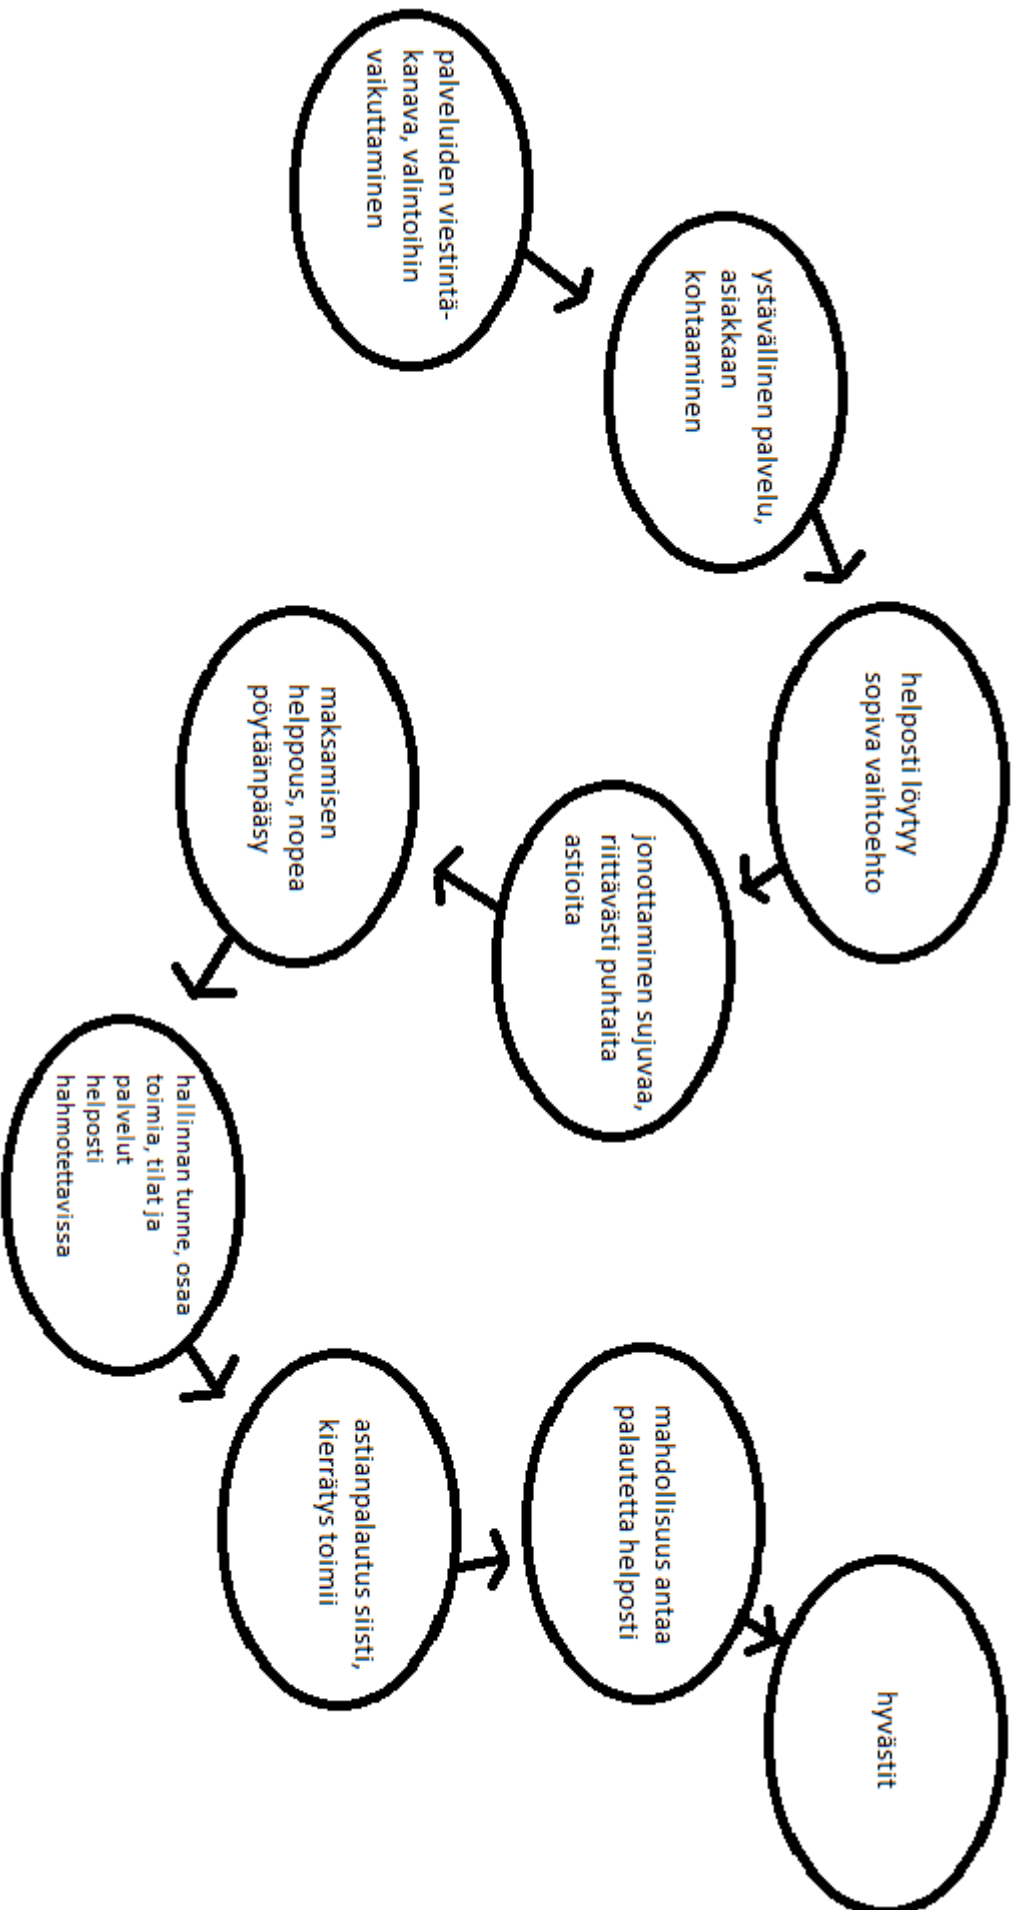 palveluiden viestintä-
kanava, valintoihin
vaikuttaminen
ystävällinen palvelu,
asiakkaan
kohtaaminen
helposti löytyy
sopiva vaihtoehto
jonottaminen sujuvaa,
riittävästi puhtaita
astioita
maksamisen
helppous, nopea
pöytäänpääsy
hallinnan tunne, osaa
toimia, tilat ja
palvelut
helposti
hahmotettavissa
astianpalautus siisti,
kierrätys toimii
mahdollisuus antaa
palautetta helposti
hyvästit